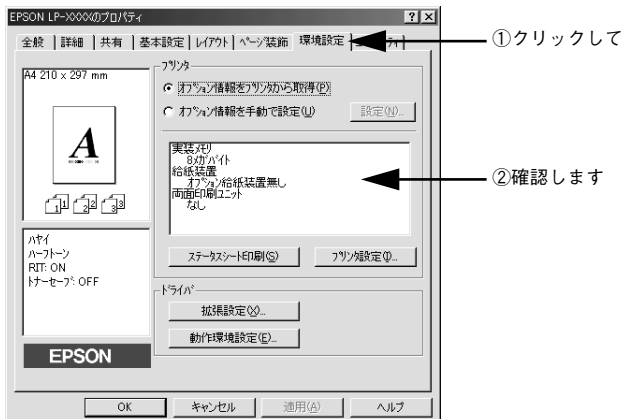 EPSON LP-XXXXのプロパティ
全般 詳細 共有 基本設定 レイアウト ページ装飾 環境設定
①クリックして
A4 210 x 297 mm
プリンタ
オプション情報をプリンタから取得(P)
オプション情報を手動で設定(U)
設定(N)...
A
実装メモリ
8メガバイト
給紙装置
オプション給紙装置無し
両面印刷ユニット
なし
②確認します
1 1 2 2 3 3
ハヤイ
ハーフトーン
RIT: ON
トナーセーブ: OFF
ステータスシート印刷(S)
プリンタ設定(I)...
ドライバ
拡張設定(X)...
動作環境設定(E)...
EPSON
OK
キャンセル
適用(A)
ヘルプ